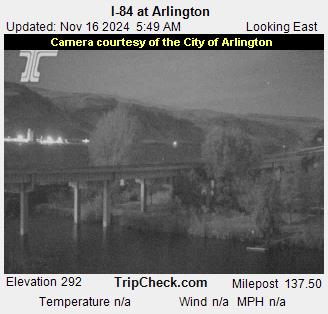 I-84 at Arlington
Updated: Nov 16 2024 5:49 AM Looking East
Camera courtesy of the City of Arlington
Elevation 292 TripCheck.com Milepost 137.50
Temperature n/a Wind n/a MPH n/a